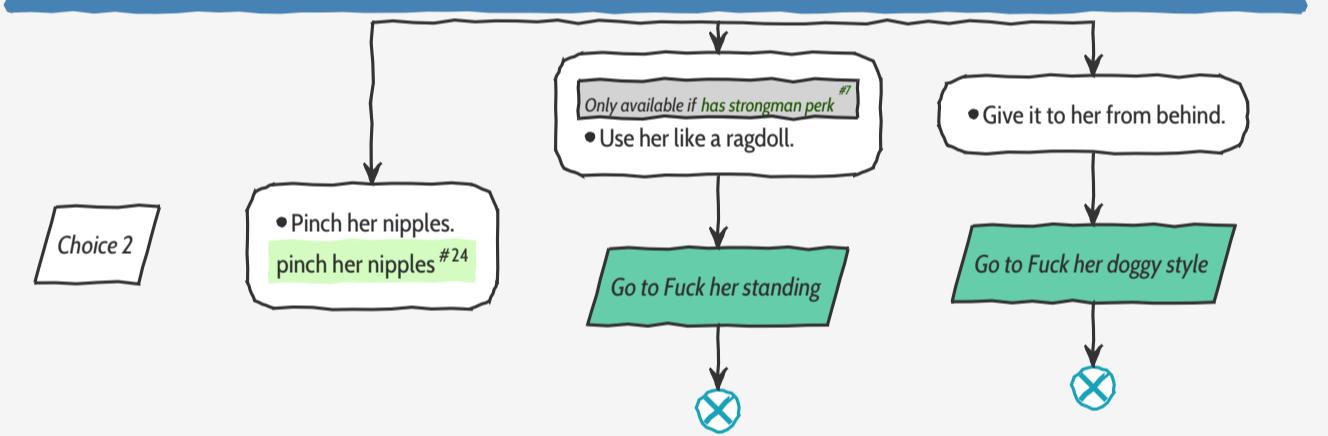 Only available if has strongman perk #7
• Use her like a ragdoll.
• Give it to her from behind.
Choice 2
• Pinch her nipples.
pinch her nipples #24
Go to Fuck her standing
Go to Fuck her doggy style